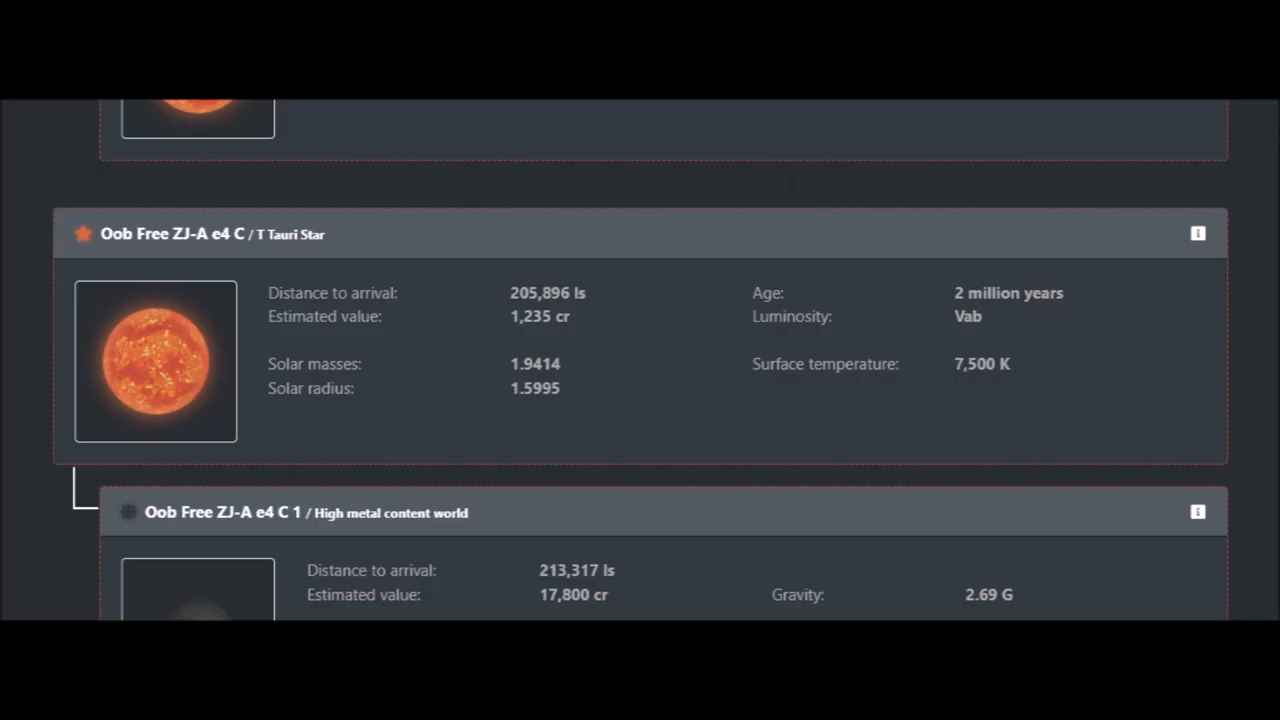 Oob Free ZJ-A e4 C / T Tauri Star
Distance to arrival: 205,896 ls Age: 2 million years
Estimated value: 1,235 cr Luminosity: Vab
Solar masses: 1.9414 Surface temperature: 7,500 K
Solar radius: 1.5995
Oob Free ZJ-A e4 C 1 / High metal content world
Distance to arrival: 213,317 ls
Estimated value: 17,800 cr Gravity: 2.69 G